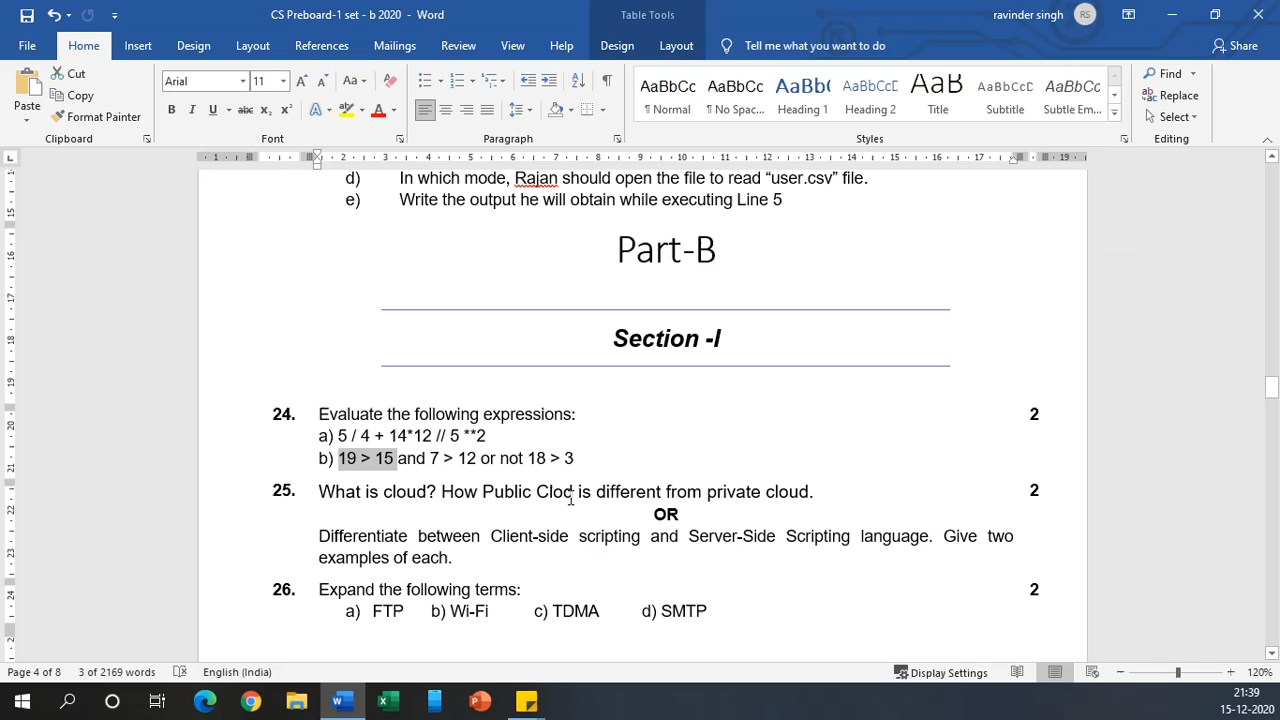 CS Preboard-1 set - b 2020 - Word
Table Tools
ravinder singh
RS
File
Home
Insert
Design
Layout
References
Mailings
Review
View
Help
Design
Layout
Tell me what you want to do
Share
Paste
Cut
Copy
Format Painter
Clipboard
Arial
11
Font
Paragraph
AaBbCc
¶ Normal
AaBbCc
¶ No Spac...
AaBb(
Heading 1
AaBbCcD
Heading 2
AaB
Title
AaBbCcC
Subtitle
AaBbCc
Subtle Em...
Styles
Find
Replace
Select
Editing
d) In which mode, Rajan should open the file to read “user.csv” file.
e) Write the output he will obtain while executing Line 5
Part-B
Section -I
24. Evaluate the following expressions: 2
a) 5 / 4 + 14*12 // 5 **2
b) 19 > 15 and 7 > 12 or not 18 > 3
25. What is cloud? How Public Clod is different from private cloud. 2
OR
Differentiate between Client-side scripting and Server-Side Scripting language. Give two
examples of each.
26. Expand the following terms: 2
a) FTP b) Wi-Fi c) TDMA d) SMTP
Page 4 of 8
3 of 2169 words
English (India)
Display Settings
120%
21:39
15-12-2020